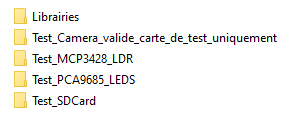 Librairies
Test_Camera_valide_carte_de_test_uniquement
Test_MCP3428_LDR
Test_PCA9685_LEDS
Test_SDCard